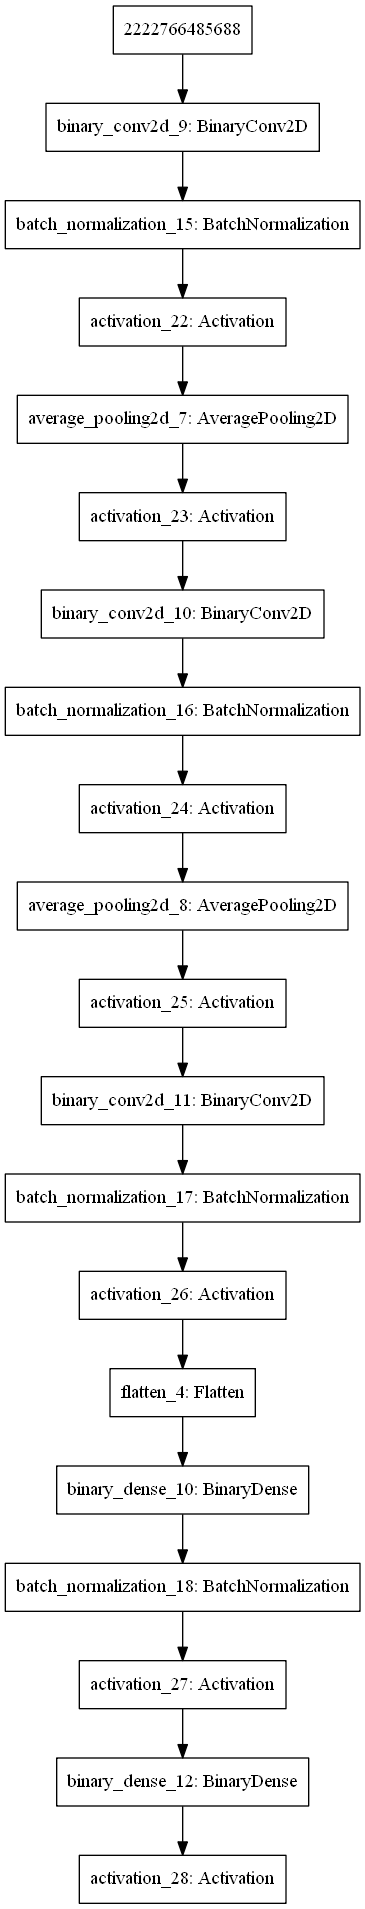 2222766485688
binary_conv2d_9: BinaryConv2D
batch_normalization_15: BatchNormalization
activation_22: Activation
average_pooling2d_7: AveragePooling2D
activation_23: Activation
binary_conv2d_10: BinaryConv2D
batch_normalization_16: BatchNormalization
activation_24: Activation
average_pooling2d_8: AveragePooling2D
activation_25: Activation
binary_conv2d_11: BinaryConv2D
batch_normalization_17: BatchNormalization
activation_26: Activation
flatten_4: Flatten
binary_dense_10: BinaryDense
batch_normalization_18: BatchNormalization
activation_27: Activation
binary_dense_12: BinaryDense
activation_28: Activation